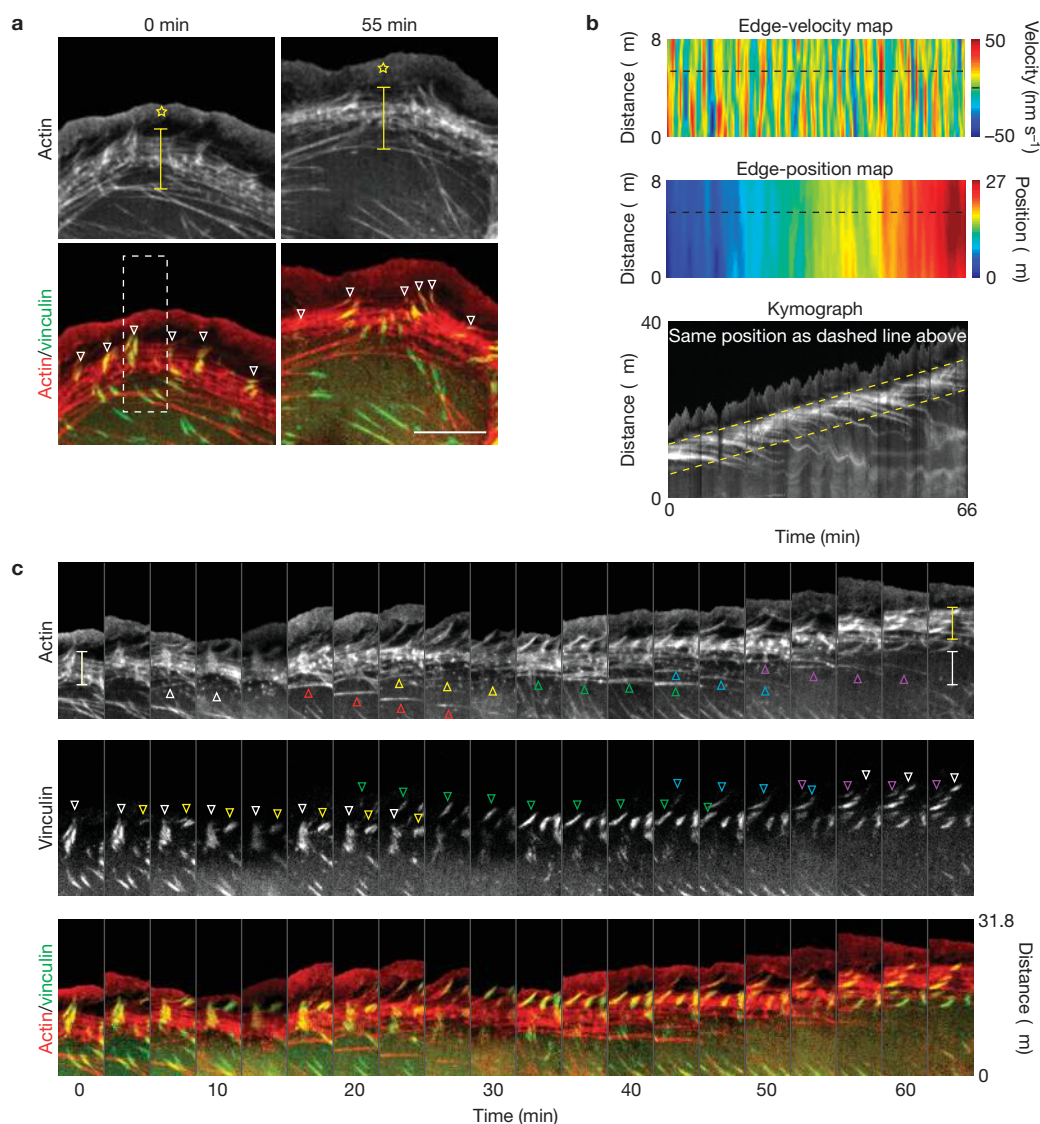 a
0 min
55 min
Actin
Actin/vinculin
b
Edge-velocity map
8
Distance ( m)
0
50
Velocity (nm s⁻¹)
–50
Edge-position map
8
Distance ( m)
0
27
Position ( m)
0
Kymograph
40
Same position as dashed line above
Distance ( m)
0
0
66
Time (min)
c
Actin
Vinculin
Actin/vinculin
31.8
Distance ( m)
0
0 10 20 30 40 50 60
Time (min)